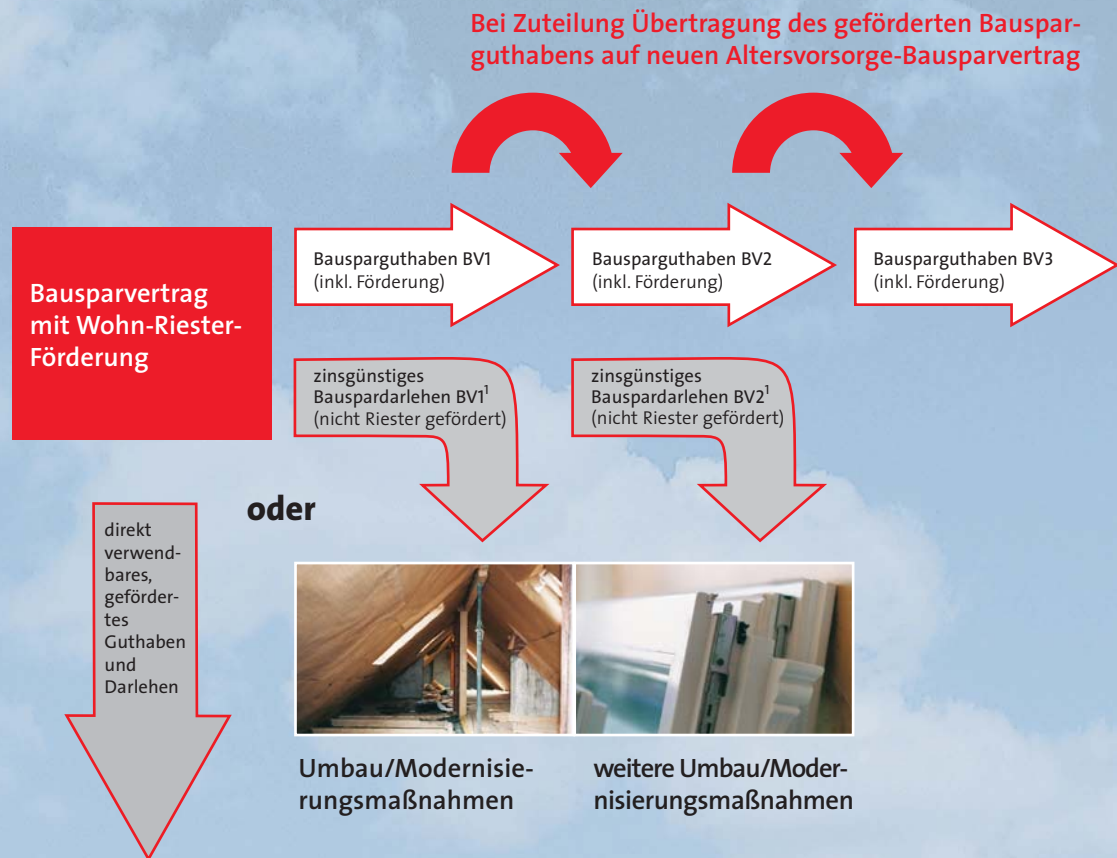 Bei Zuteilung Übertragung des geförderten Bauspar-
guthabens auf neuen Altersvorsorge-Bausparvertrag
Bausparvertrag
mit Wohn-Riester-
Förderung
Bausparguthaben BV1
(inkl. Förderung)
Bausparguthaben BV2
(inkl. Förderung)
Bausparguthaben BV3
(inkl. Förderung)
zinsgünstiges
Bauspardarlehen BV1¹
(nicht Riester gefördert)
zinsgünstiges
Bauspardarlehen BV2¹
(nicht Riester gefördert)
oder
direkt
verwend-
bares,
geförder-
tes
Guthaben
und
Darlehen
Umbau/Modernisie-
rungsmaßnahmen
weitere Umbau/Moder-
nisierungsmaßnahmen